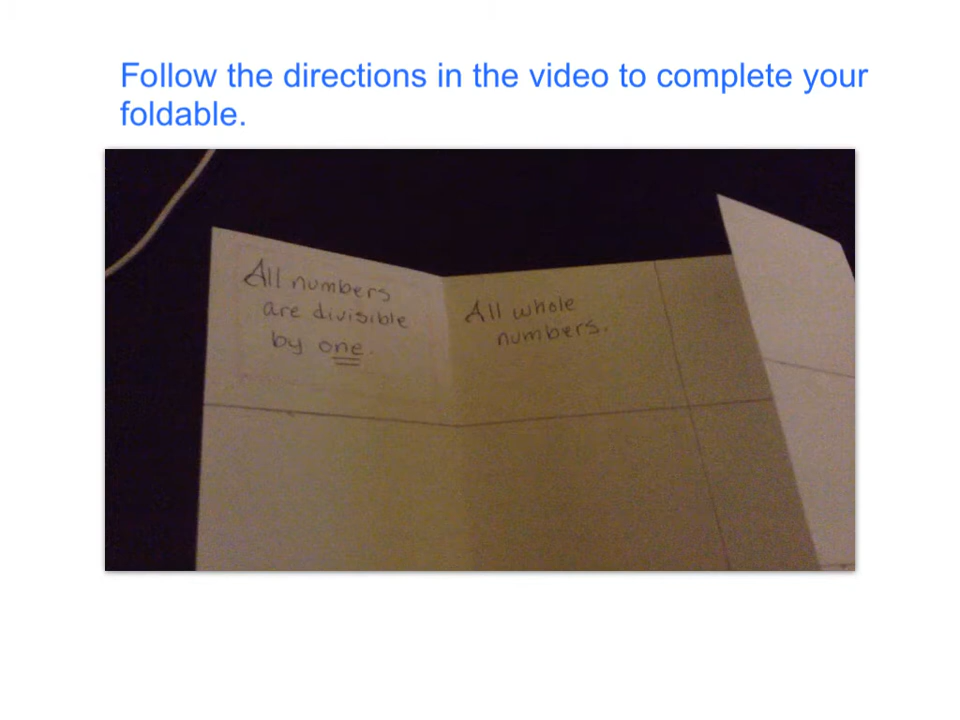 Follow the directions in the video to complete your
foldable.
All numbers
are divisible
by one.
All whole
numbers.